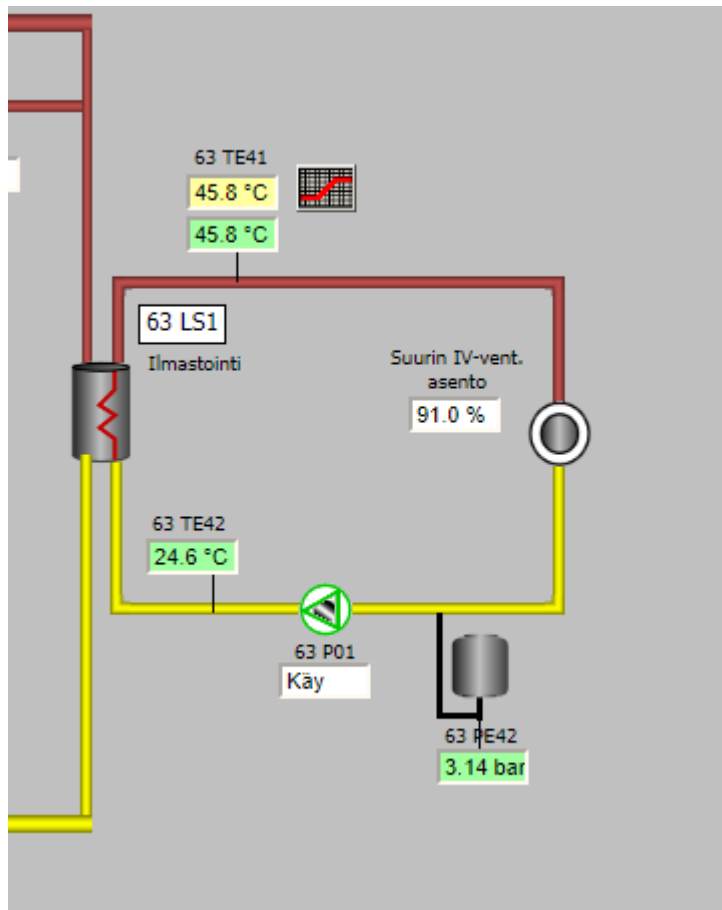 63 TE41
45.8 °C
45.8 °C
63 LS1
Ilmastointi
Suurin IV-vent.
asento
91.0 %
63 TE42
24.6 °C
63 P01
Käy
63 PE42
3.14 bar